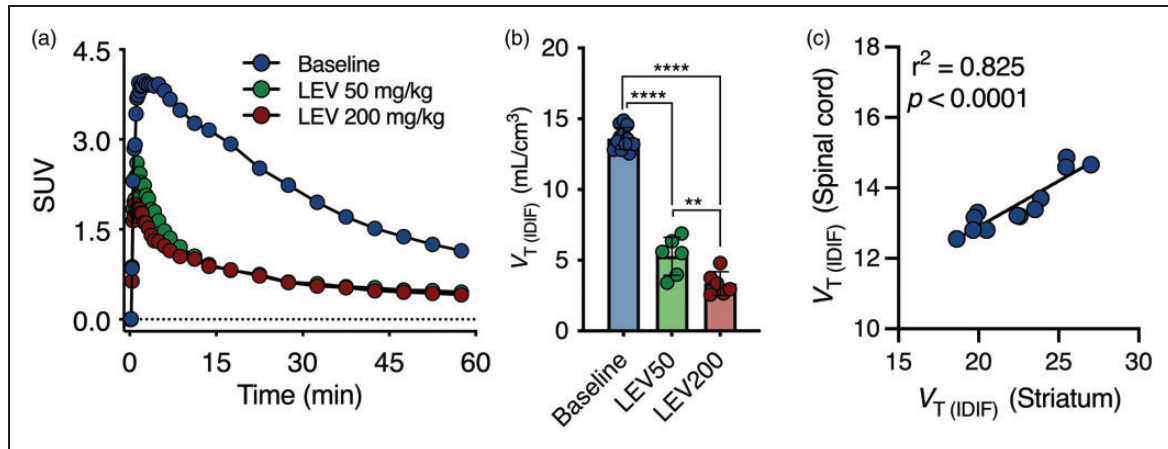 (a)
4.5
3.0
1.5
0.0
SUV
Baseline
LEV 50 mg/kg
LEV 200 mg/kg
0 15 30 45 60
Time (min)
(b)
****
****
**
20
15
10
5
0
V_T (IDIF) (mL/cm³)
Baseline
LEV50
LEV200
(c)
18
16
14
12
10
V_T (IDIF) (Spinal cord)
r² = 0.825
p < 0.0001
15 20 25 30
V_T (IDIF) (Striatum)